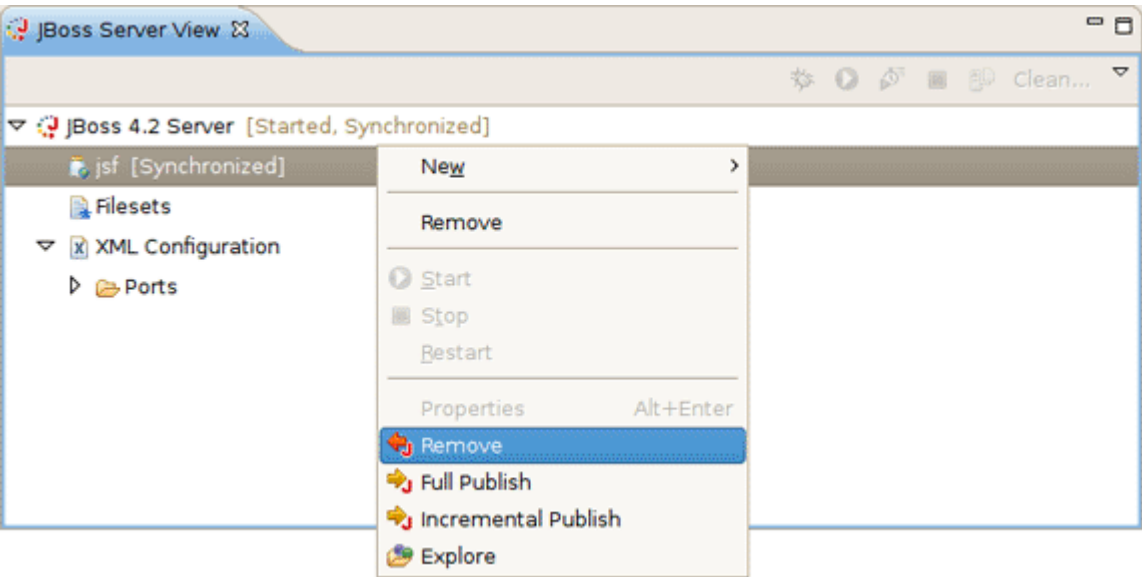 JBoss Server View
Clean...
JBoss 4.2 Server [Started, Synchronized]
jsf [Synchronized]
Filesets
XML Configuration
Ports
New
Remove
Start
Stop
Restart
Properties Alt+Enter
Remove
Full Publish
Incremental Publish
Explore